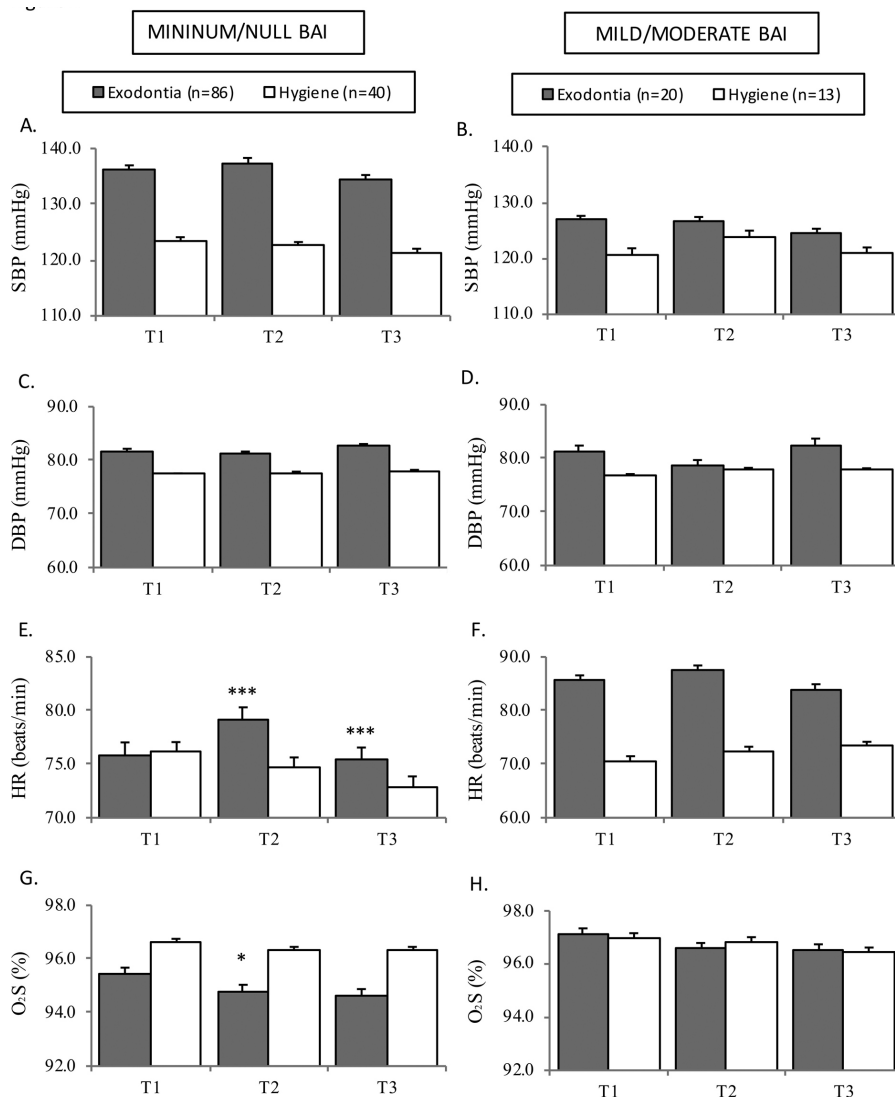 MININUM/NULL BAI
MILD/MODERATE BAI
Exodontia (n=86) Hygiene (n=40)
Exodontia (n=20) Hygiene (n=13)
A.
SBP (mmHg)
140.0
130.0
120.0
110.0
T1 T2 T3
B.
SBP (mmHg)
140.0
130.0
120.0
110.0
T1 T2 T3
C.
DBP (mmHg)
90.0
80.0
70.0
60.0
T1 T2 T3
D.
DBP (mmHg)
90.0
80.0
70.0
60.0
T1 T2 T3
E.
HR (beats/min)
85.0
80.0
75.0
70.0
***
***
T1 T2 T3
F.
HR (beats/min)
90.0
80.0
70.0
60.0
T1 T2 T3
G.
O₂S (%)
98.0
96.0
94.0
92.0
*
T1 T2 T3
H.
O₂S (%)
98.0
96.0
94.0
92.0
T1 T2 T3